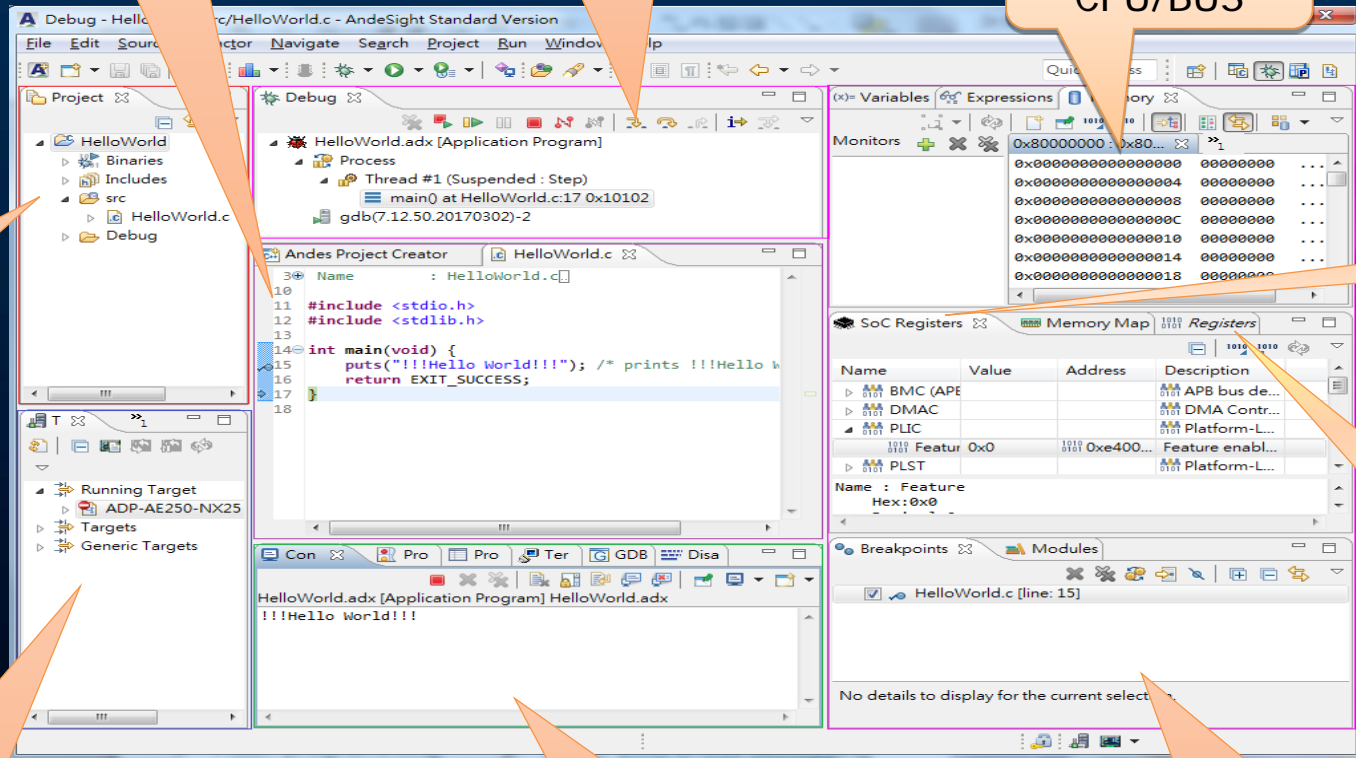 CPU/BUS
Debug - Hello rc/HelloWorld.c - AndeSight Standard Version
File Edit Sourc ctor Navigate Search Project Run Window lp
Quic ss
Project
HelloWorld
Binaries
Includes
src
HelloWorld.c
Debug
Debug
HelloWorld.adx [Application Program]
Process
Thread #1 (Suspended : Step)
main() at HelloWorld.c:17 0x10102
gdb(7.12.50.20170302)-2
(x)= Variables Expressions ory
Monitors
0x80000000 : 0x80... »1
0x0000000000000000 00000000 ...
0x0000000000000004 00000000 ...
0x0000000000000008 00000000 ...
0x000000000000000C 00000000 ...
0x0000000000000010 00000000 ...
0x0000000000000014 00000000 ...
0x0000000000000018 00000000 ...
Andes Project Creator HelloWorld.c
3 Name : HelloWorld.c
10
11 #include <stdio.h>
12 #include <stdlib.h>
13
14 int main(void) {
15 puts("!!!Hello World!!!"); /* prints !!!Hello W
16 return EXIT_SUCCESS;
17 }
18
SoC Registers Memory Map Registers
Name Value Address Description
BMC (APB APB bus de...
DMAC DMA Contr...
PLIC Platform-L...
Featur 0x0 0xe400... Feature enabl...
PLST Platform-L...
Name : Feature
Hex:0x0
T »1
Running Target
ADP-AE250-NX25
Targets
Generic Targets
Con Pro Pro Ter GDB Disa
HelloWorld.adx [Application Program] HelloWorld.adx
!!!Hello World!!!
Breakpoints Modules
HelloWorld.c [line: 15]
No details to display for the current selection.